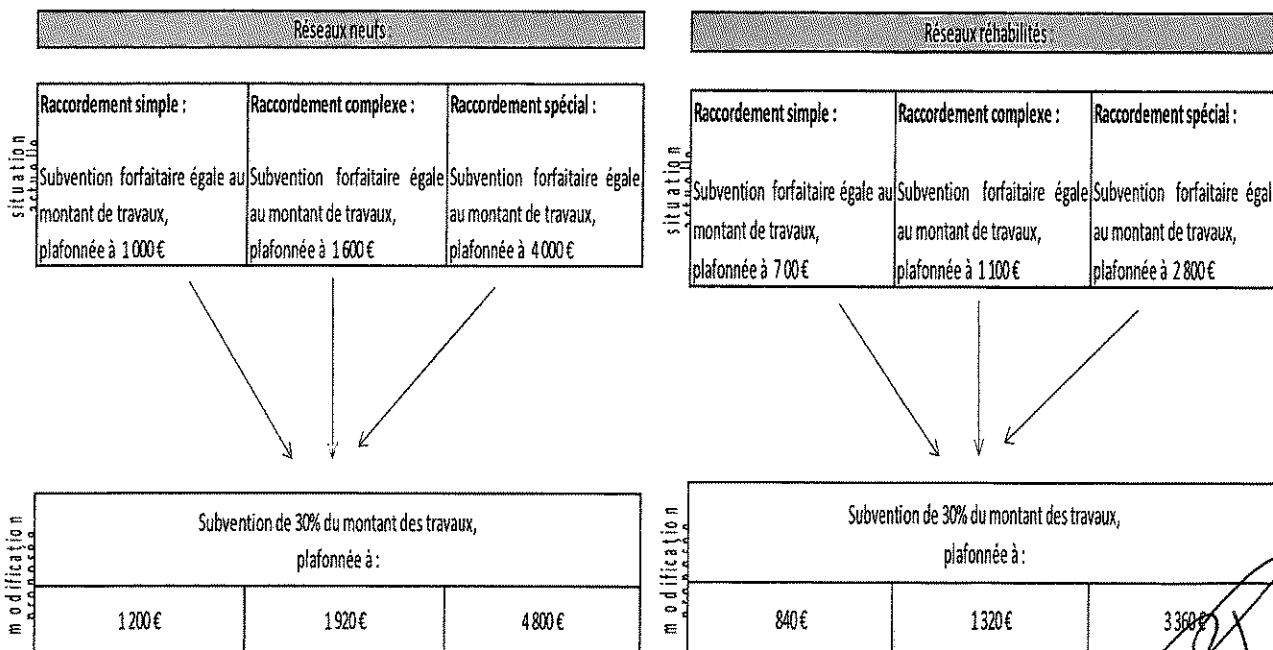 Réseaux neufs :
Raccordement simple :
Subvention forfaitaire égale au
montant de travaux,
plafonnée à 1 000 €
Raccordement complexe :
Subvention forfaitaire égale
au montant de travaux,
plafonnée à 1 600 €
Raccordement spécial :
Subvention forfaitaire égale
au montant de travaux,
plafonnée à 4 000 €
situation
Subvention de 30% du montant des travaux,
plafonnée à :
1 200 €
1 920 €
4 800 €
modification
Réseaux réhabilités :
Raccordement simple :
Subvention forfaitaire égale au
montant de travaux,
plafonnée à 700 €
Raccordement complexe :
Subvention forfaitaire égale
au montant de travaux,
plafonnée à 1 100 €
Raccordement spécial :
Subvention forfaitaire égal
au montant de travaux,
plafonnée à 2 800 €
situation
Subvention de 30% du montant des travaux,
plafonnée à :
840 €
1 320 €
3 360 €
modification